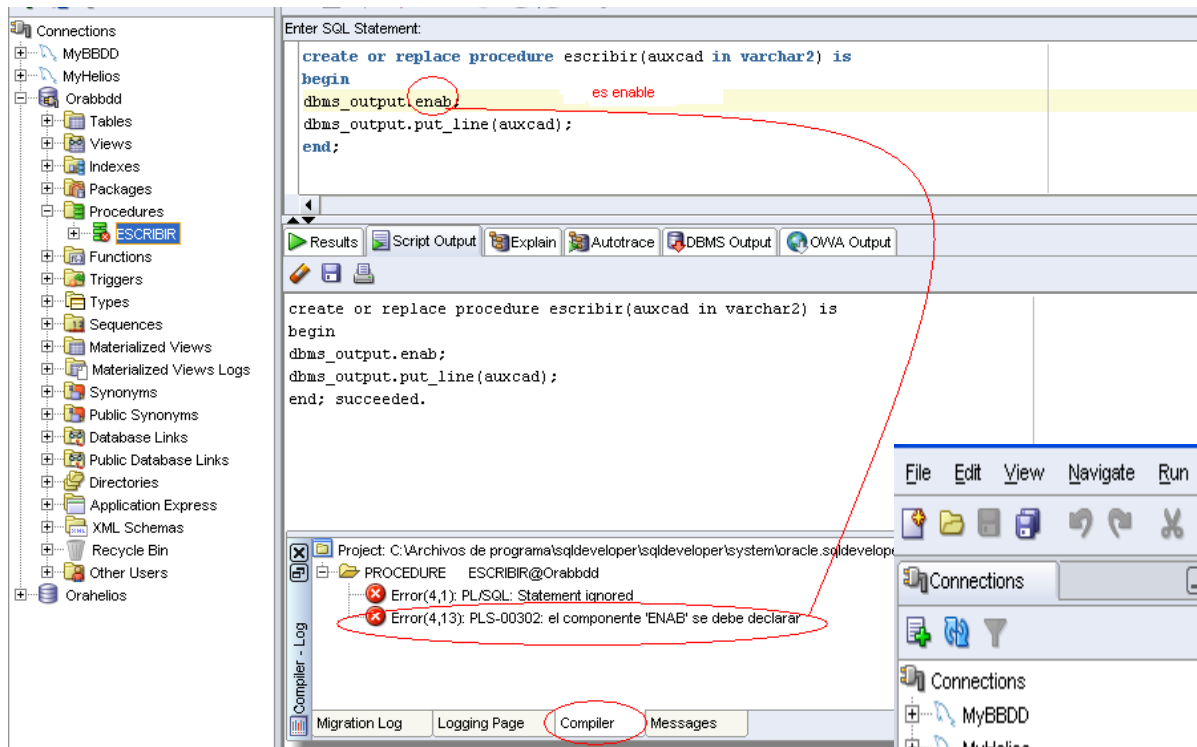 Connections
MyBBDD
MyHelios
Orabbdd
Tables
Views
Indexes
Packages
Procedures
ESCRIBIR
Functions
Triggers
Types
Sequences
Materialized Views
Materialized Views Logs
Synonyms
Public Synonyms
Database Links
Public Database Links
Directories
Application Express
XML Schemas
Recycle Bin
Other Users
Orahelios
Enter SQL Statement:
create or replace procedure escribir(auxcad in varchar2) is
begin
dbms_output.enab;
es enable
dbms_output.put_line(auxcad);
end;
Results Script Output Explain Autotrace DBMS Output OWA Output
create or replace procedure escribir(auxcad in varchar2) is
begin
dbms_output.enab;
dbms_output.put_line(auxcad);
end; succeeded.
Project: C:\Archivos de programa\sqldeveloper\sqldeveloper\system\oracle.sqldevelope
PROCEDURE ESCRIBIR@Orabbdd
Error(4,1): PL/SQL: Statement ignored
Error(4,13): PLS-00302: el componente 'ENAB' se debe declarar
Compiler - Log
Migration Log Logging Page Compiler Messages
File Edit View Navigate Run
Connections
Connections
MyBBDD